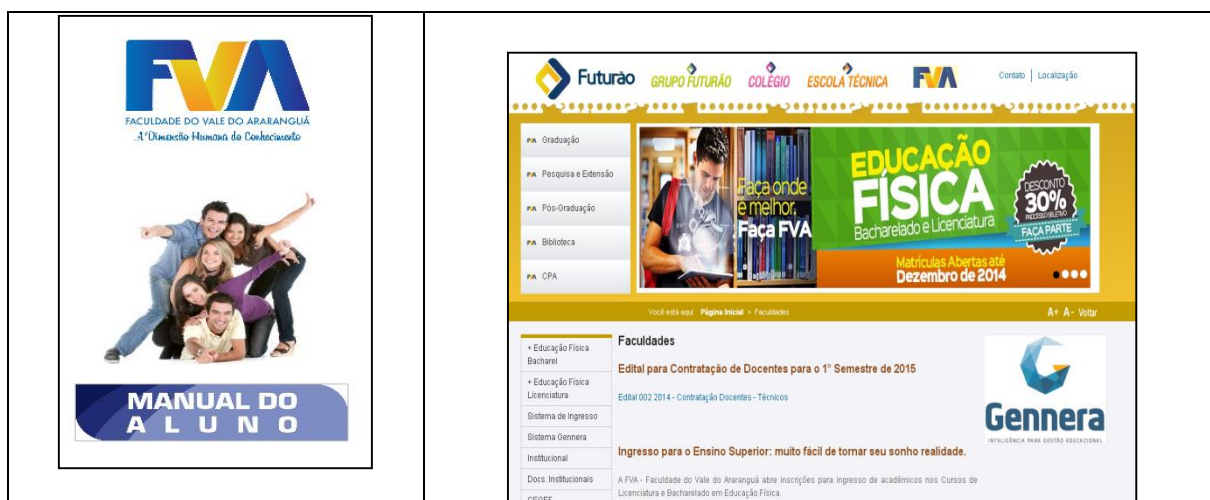 FVA
FACULDADE DO VALE DO ARARANGUÁ
A Dimensão Humana do Conhecimento
MANUAL DO
ALUNO
Futurão
GRUPO FUTURÃO
COLÉGIO
ESCOLA TÉCNICA
FVA
Contato | Localização
FVA Graduação
FVA Pesquisa e Extensão
FVA Pós-Graduação
FVA Biblioteca
FVA CPA
Faça onde
é melhor.
Faça FVA
EDUCAÇÃO
FÍSICA
Bacharelado e Licenciatura
DESCONTO
30%
PROCESSO SELETIVO
FAÇA PARTE
Matrículas Abertas até
Dezembro de 2014
Você está aqui: Página Inicial > Faculdades
A+ A- Voltar
+ Educação Física
Bacharel
+ Educação Física
Licenciatura
Sistema de Ingresso
Sistema Gennera
Institucional
Docs. Institucionais
Faculdades
Edital para Contratação de Docentes para o 1° Semestre de 2015
Edital 002 2014 - Contratação Docentes - Técnicos
Ingresso para o Ensino Superior: muito fácil de tornar seu sonho realidade.
A FVA - Faculdade do Vale do Araranguá abre inscrições para ingresso de acadêmicos nos Cursos de
Licenciatura e Bacharelado em Educação Física.
Gennera
INTELIGÊNCIA PARA GESTÃO EDUCACIONAL